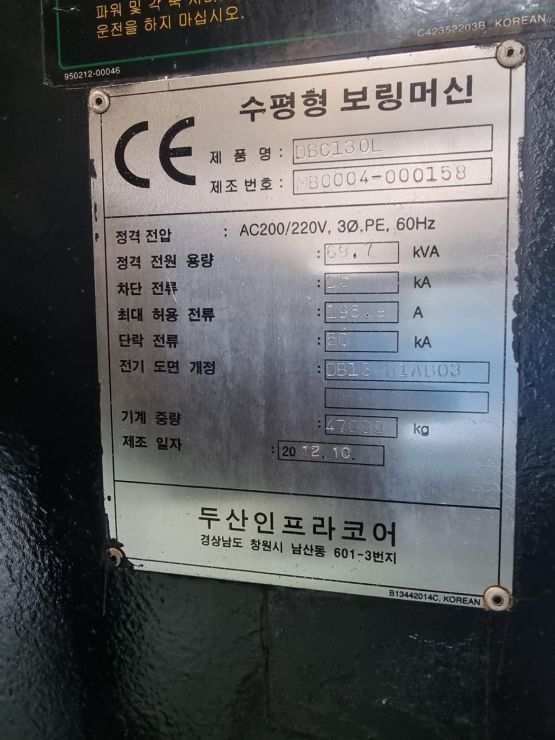 파워 및 각 축
운전을 하지 마십시오.
950212-00046
C42352203B, KOREAN
수평형 보링머신
CE
제 품 명 : DBC130L
제조 번호 : MB0004-000158
정격 전압 : AC200/220V, 3Ø,PE, 60Hz
정격 전원 용량 : 69.7 kVA
차단 전류 : kA
최대 허용 전류 : A
단락 전류 : 50 kA
전기 도면 개정 :
기계 중량 : kg
제조 일자 : 20 12.10.
두산인프라코어
경상남도 창원시 남산동 601-3번지
B13442014C, KOREAN